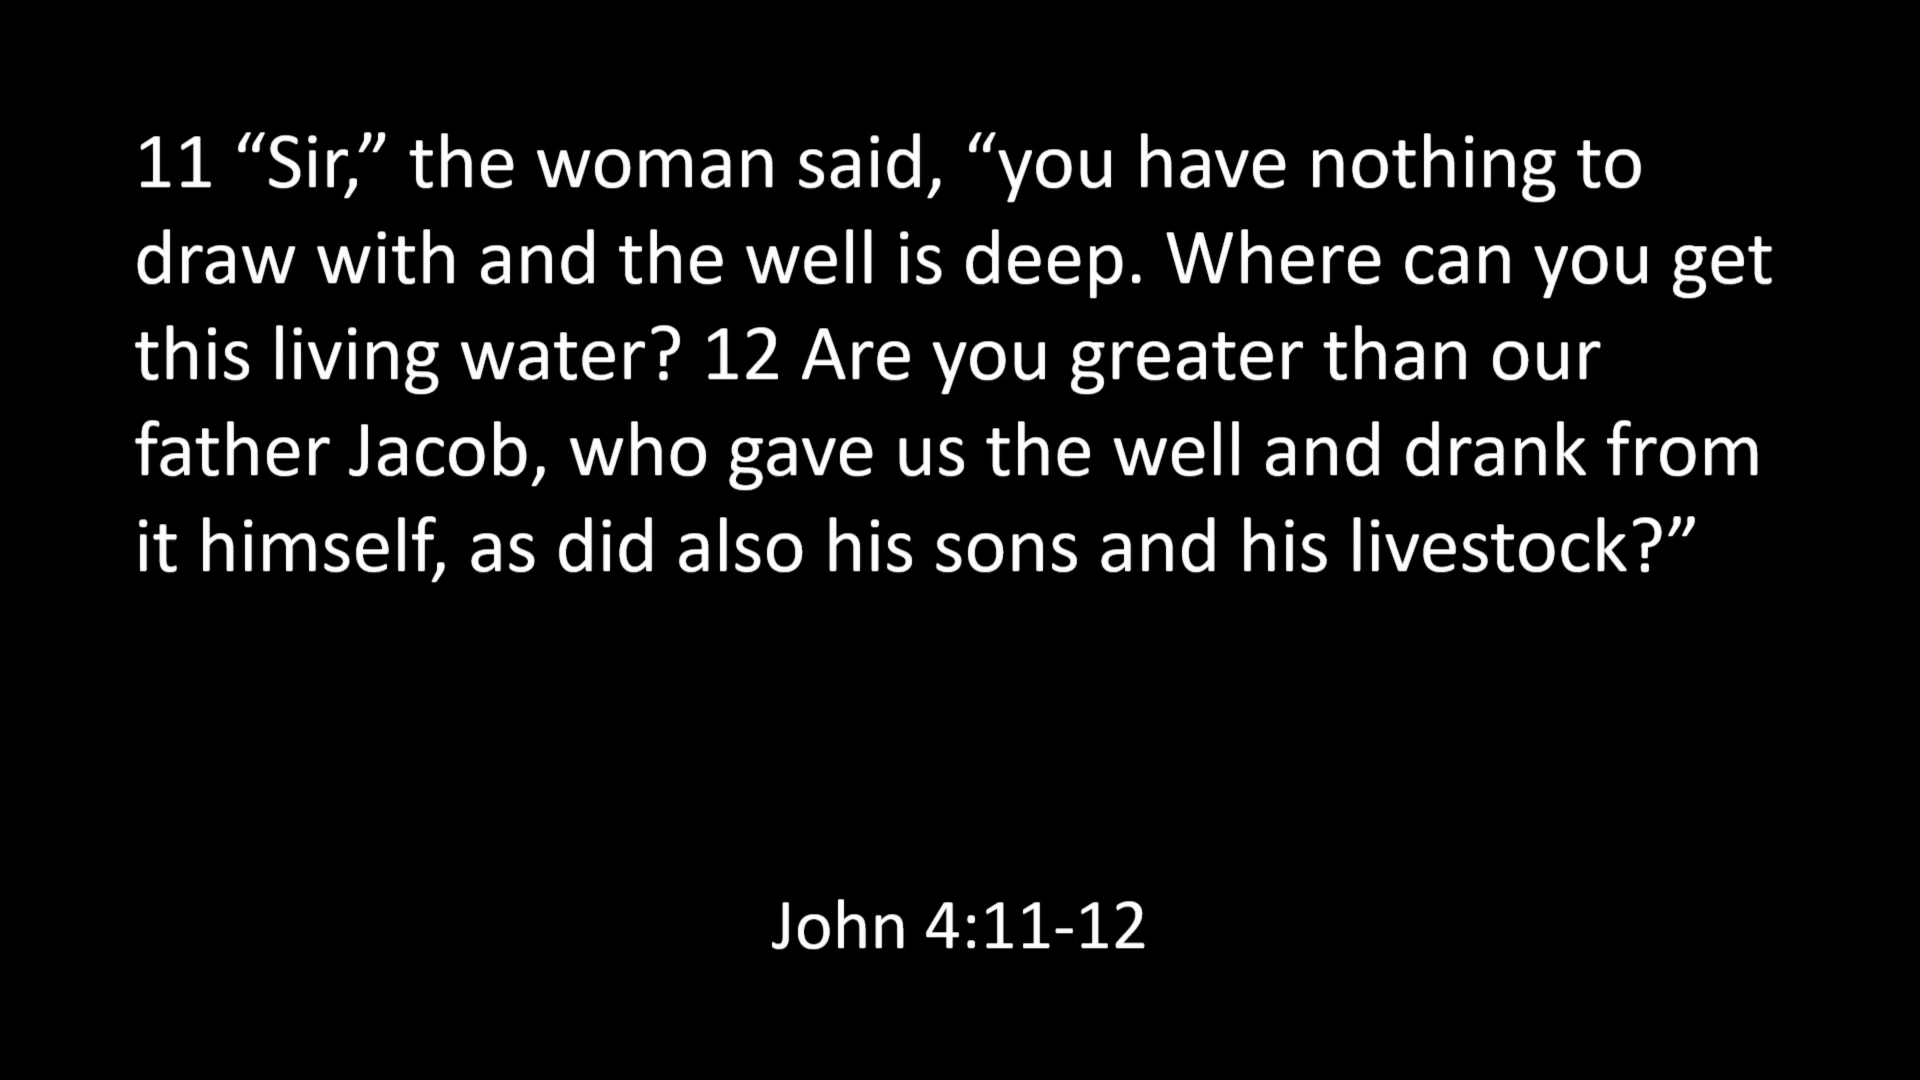 11 “Sir,” the woman said, “you have nothing to
draw with and the well is deep. Where can you get
this living water? 12 Are you greater than our
father Jacob, who gave us the well and drank from
it himself, as did also his sons and his livestock?”
John 4:11-12